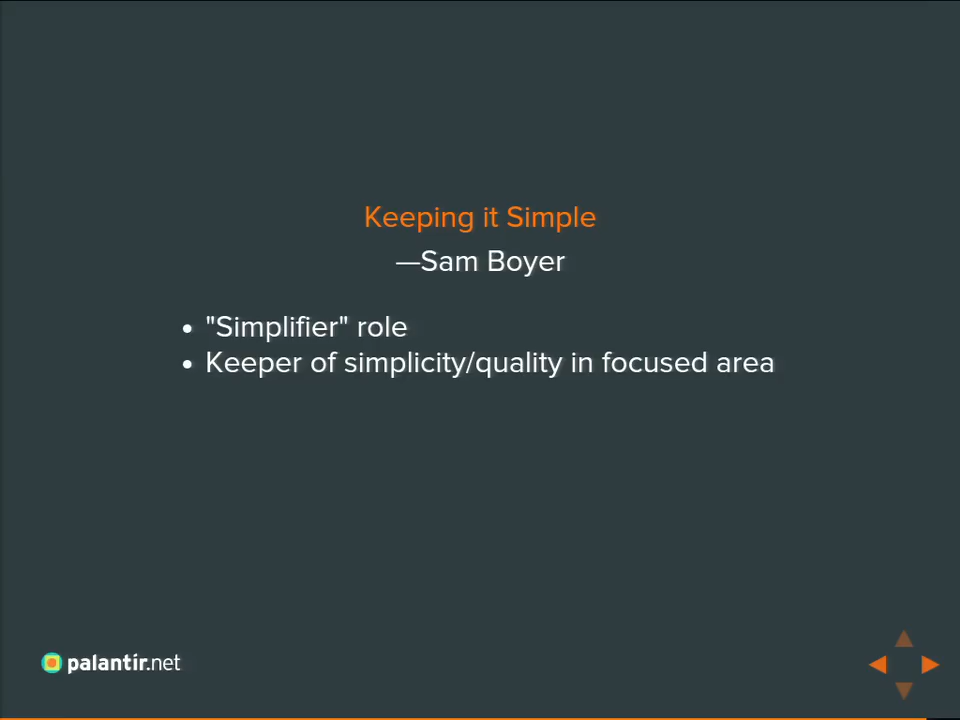 Keeping it Simple
—Sam Boyer
• "Simplifier" role
• Keeper of simplicity/quality in focused area
palantir.net